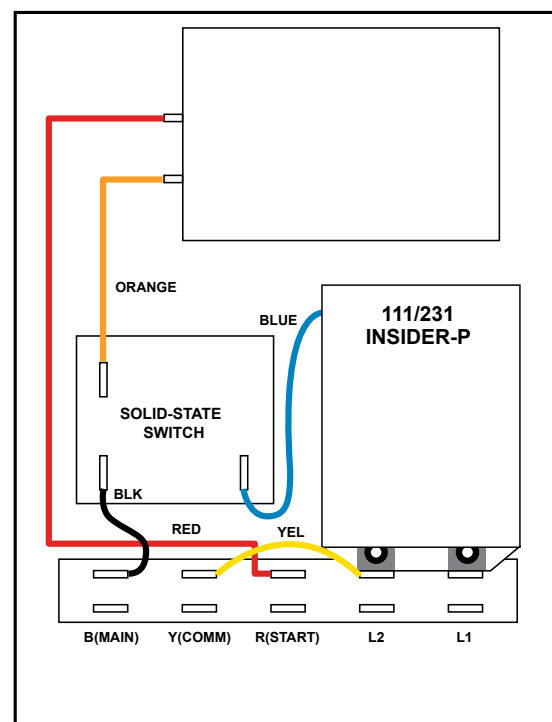 ORANGE
BLUE
111/231
INSIDER-P
SOLID-STATE
SWITCH
BLK
RED
YEL
B(MAIN)
Y(COMM)
R(START)
L2
L1